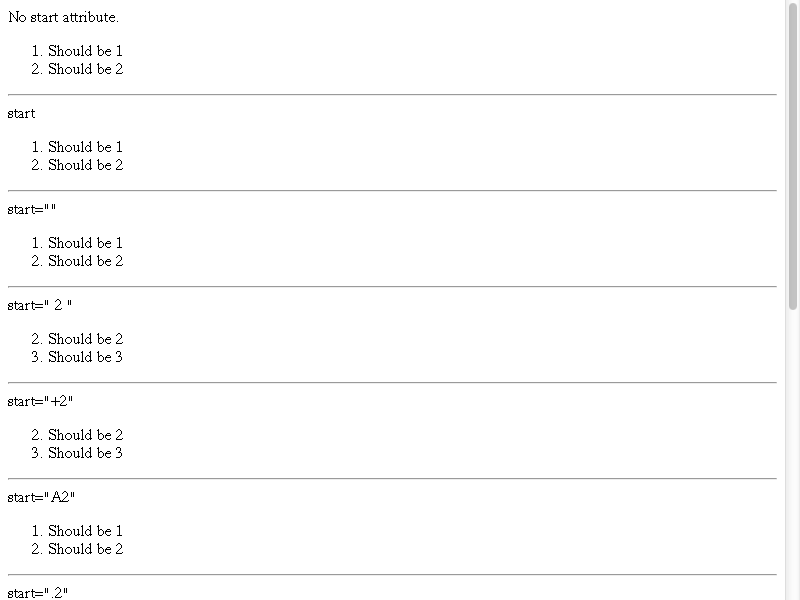 No start attribute.
1. Should be 1
2. Should be 2
start
1. Should be 1
2. Should be 2
start=""
1. Should be 1
2. Should be 2
start=" 2 "
2. Should be 2
3. Should be 3
start="+2"
2. Should be 2
3. Should be 3
start="A2"
1. Should be 1
2. Should be 2
start=".2"